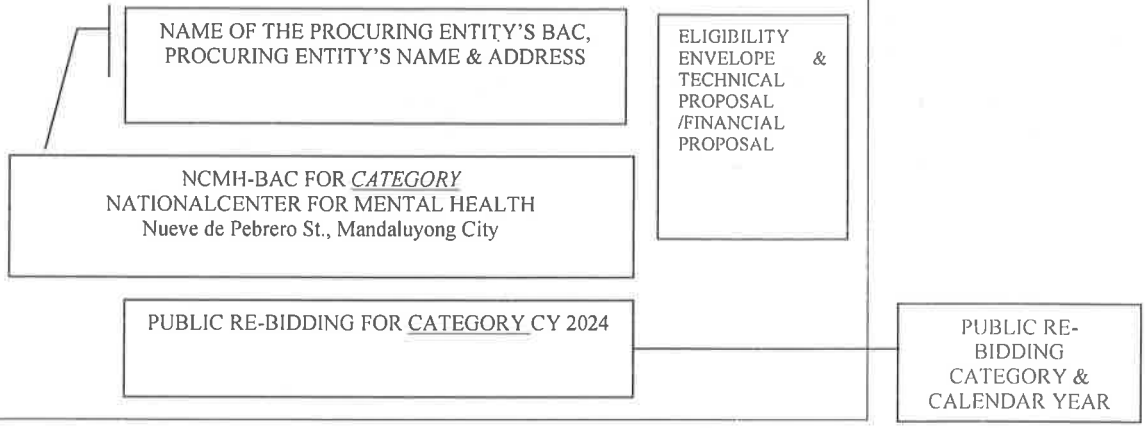 NAME OF THE PROCURING ENTITY'S BAC,
PROCURING ENTITY'S NAME & ADDRESS
ELIGIBILITY
ENVELOPE &
TECHNICAL
PROPOSAL
/FINANCIAL
PROPOSAL
NCMH-BAC FOR CATEGORY
NATIONALCENTER FOR MENTAL HEALTH
Nueve de Pebrero St., Mandaluyong City
PUBLIC RE-BIDDING FOR CATEGORY CY 2024
PUBLIC RE-
BIDDING
CATEGORY &
CALENDAR YEAR